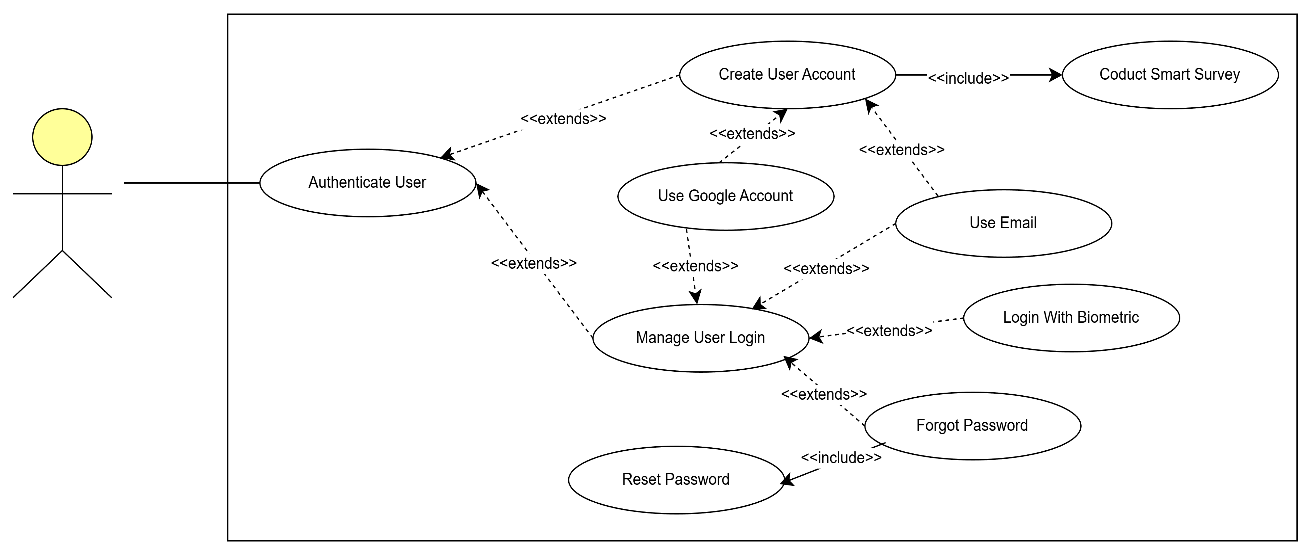 Create User Account
<<include>>
Coduct Smart Survey
<<extends>>
<<extends>>
<<extends>>
Authenticate User
Use Google Account
Use Email
<<extends>>
<<extends>>
<<extends>>
Login With Biometric
Manage User Login
<<extends>>
<<extends>>
Forgot Password
<<include>>
Reset Password